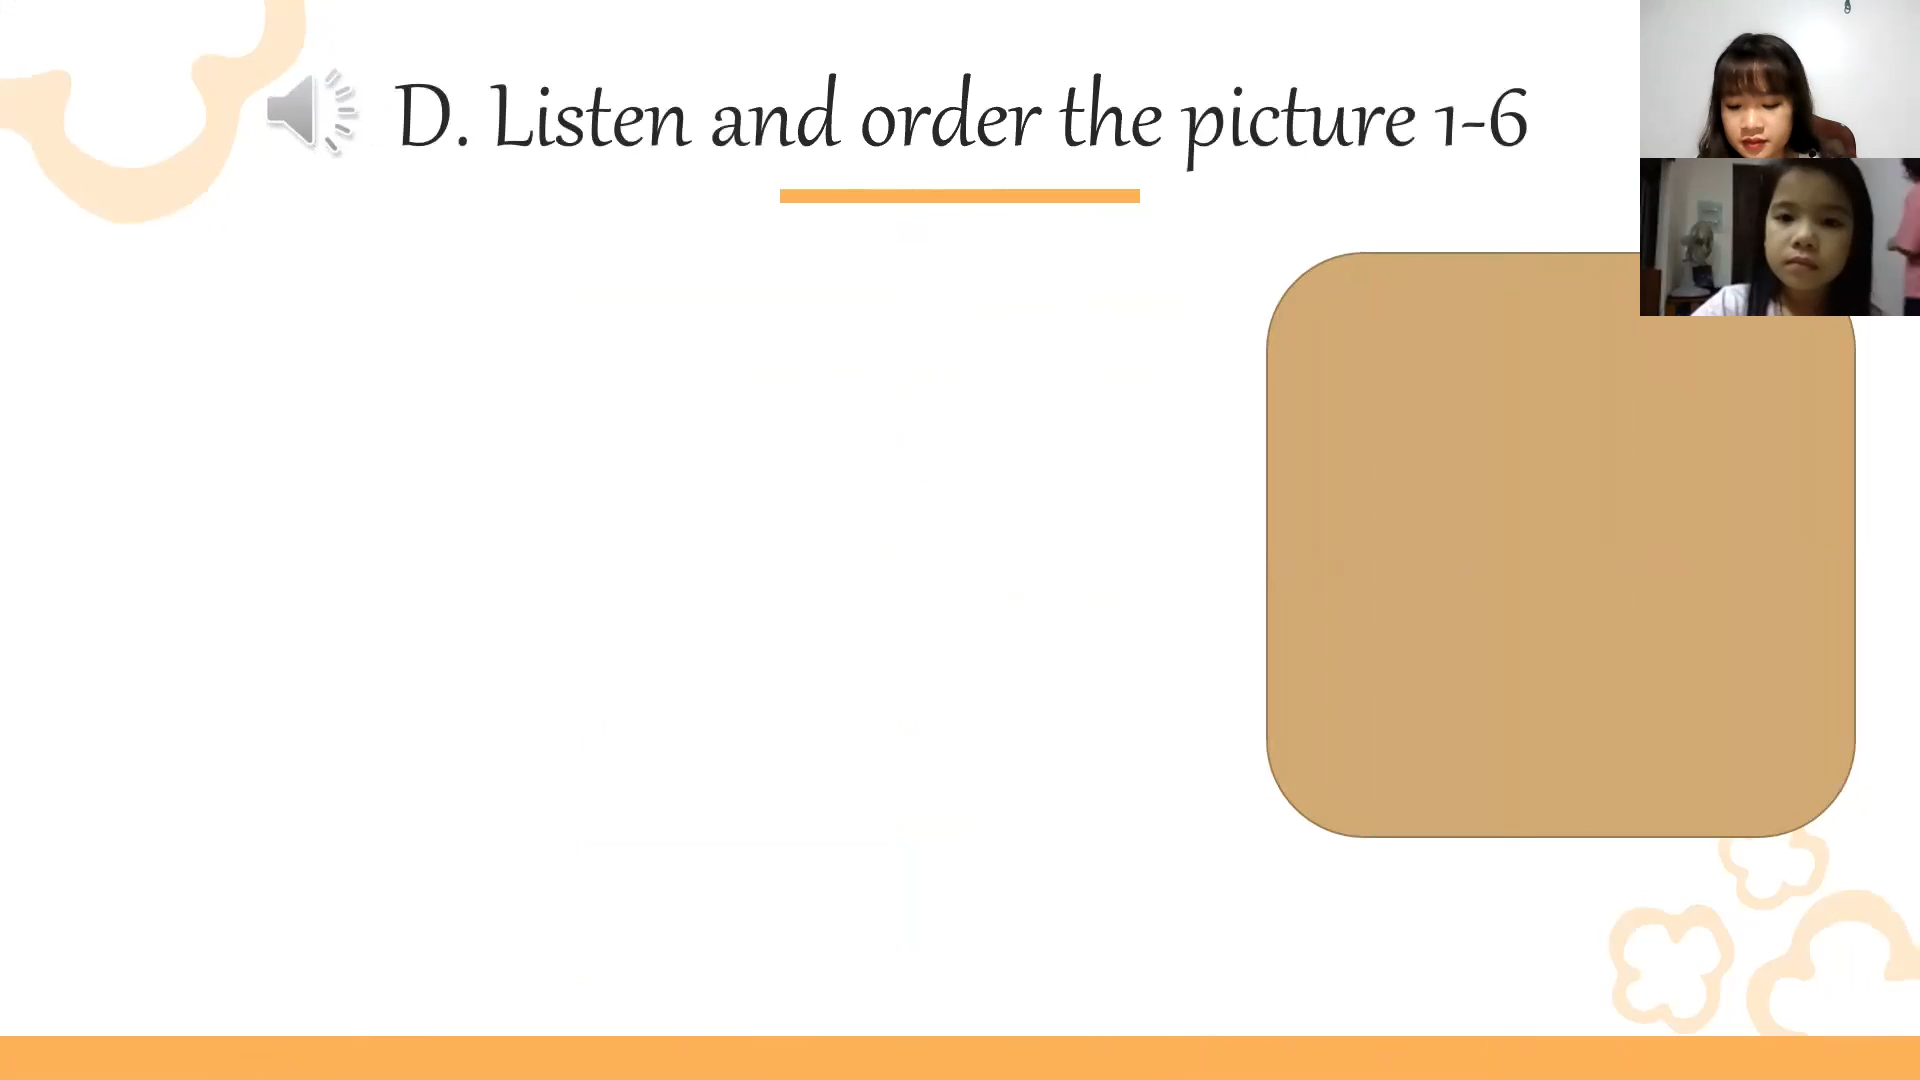 D. Listen and order the picture 1-6